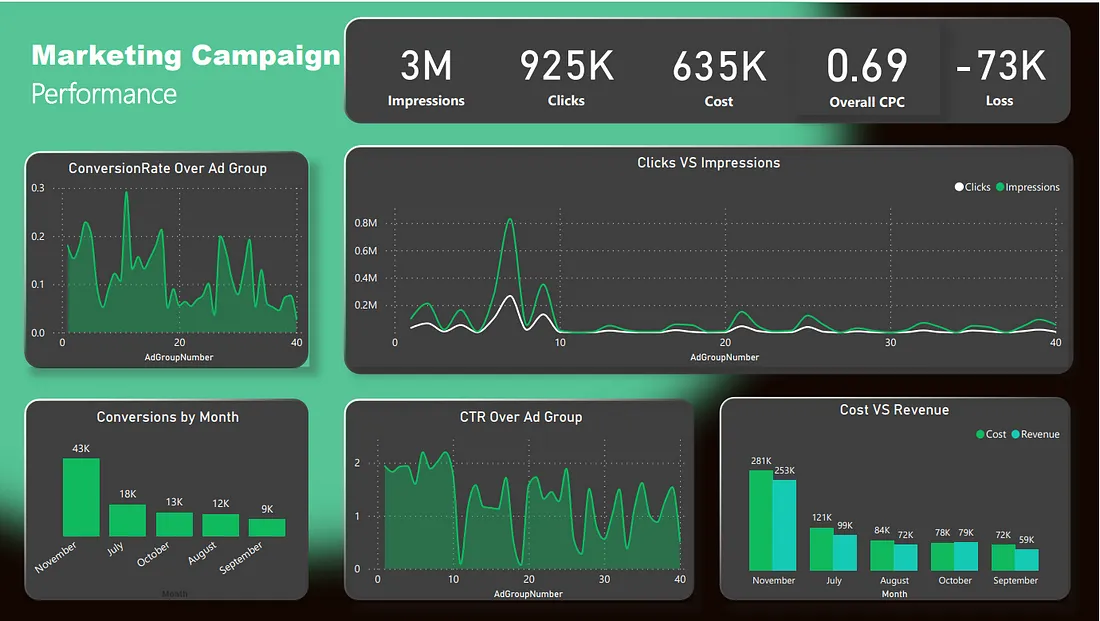 Marketing Campaign
Performance
3M 925K 635K 0.69 -73K
Impressions Clicks Cost Overall CPC Loss
ConversionRate Over Ad Group
0.3
0.2
0.1
0.0
0 20 40
AdGroupNumber
Clicks VS Impressions
Clicks Impressions
0.8M
0.6M
0.4M
0.2M
0 10 20 30 40
AdGroupNumber
Conversions by Month
43K
18K
13K
12K
9K
November July October August September
Month
CTR Over Ad Group
2
1
0
0 10 20 30 40
AdGroupNumber
Cost VS Revenue
Cost Revenue
281K 253K
121K 99K
84K 72K
78K 79K
72K 59K
November July August October September
Month